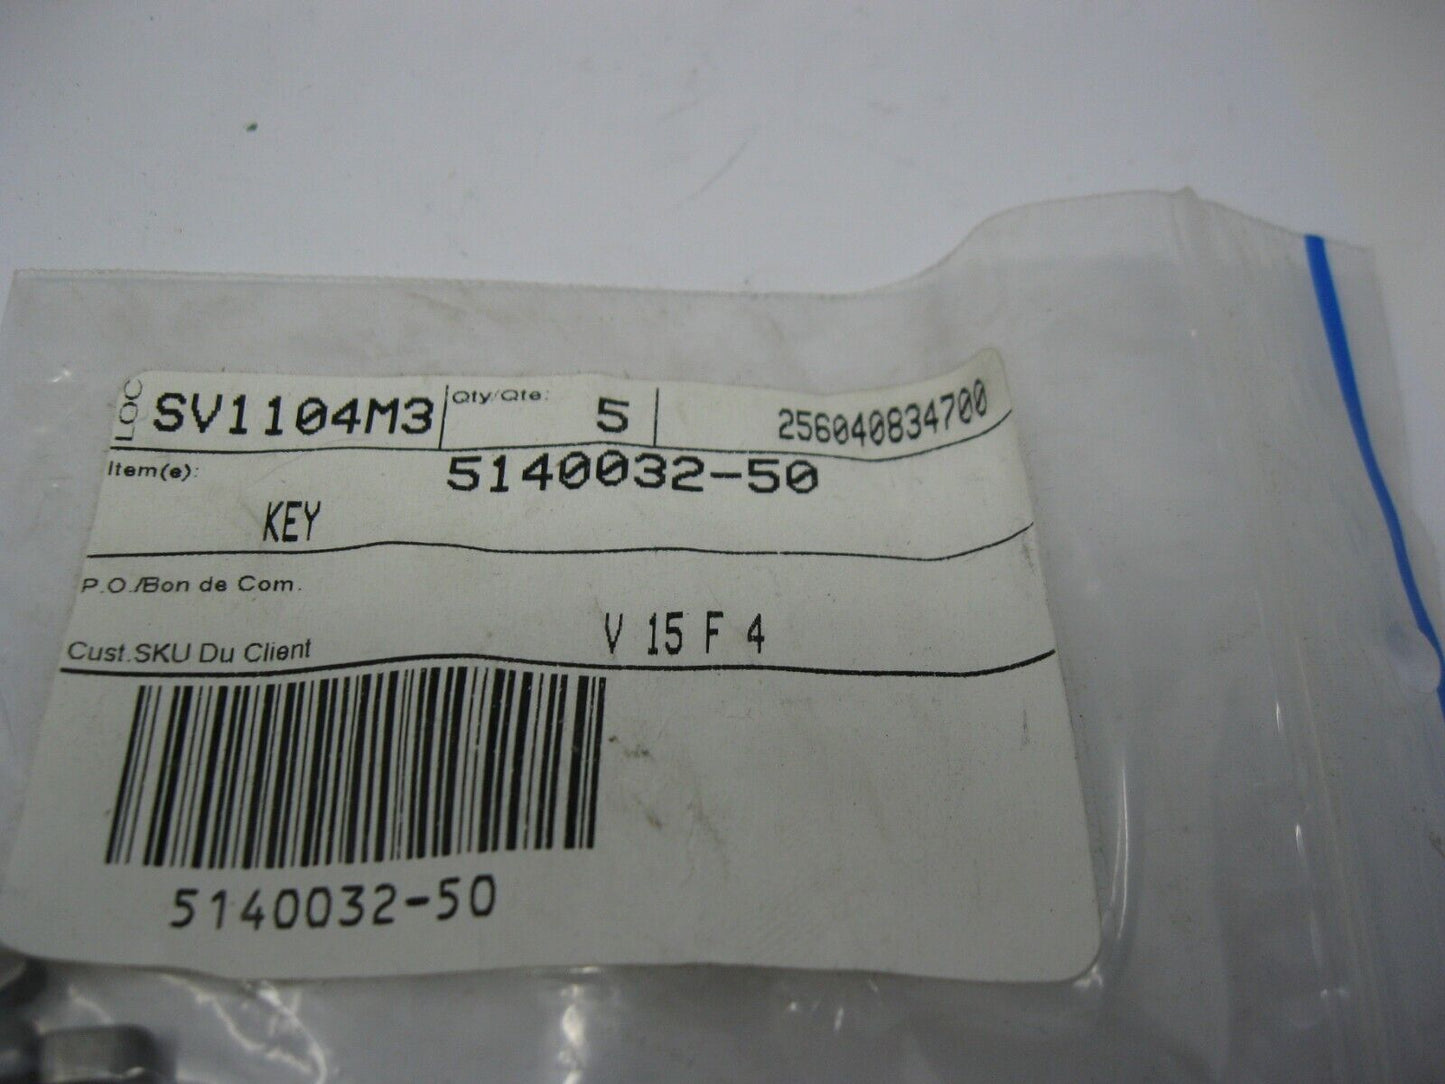 LOC SV1104M3 Qty/Qte: 5 256040834700
Item(e): 5140032-50
KEY
P.O./Bon de Com.
V 15 F 4
Cust.SKU Du Client
5140032-50